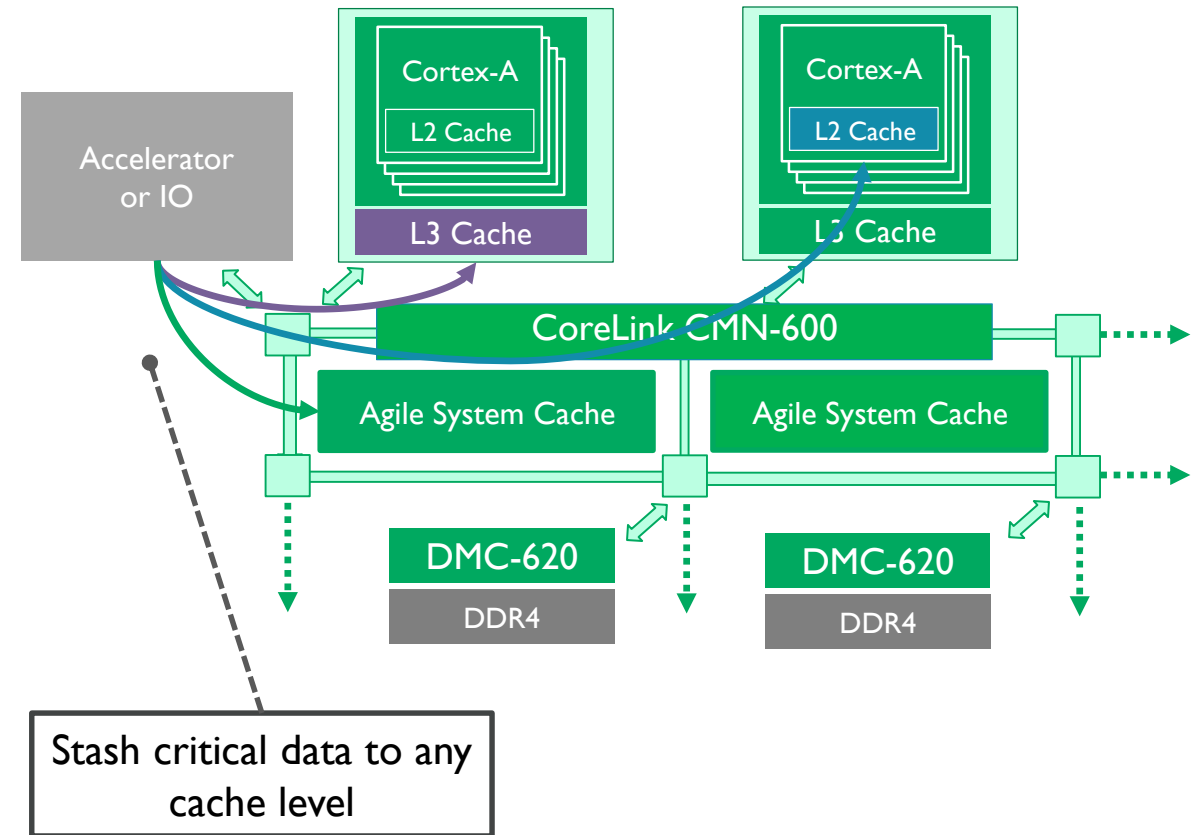 Accelerator
or IO
Cortex-A
L2 Cache
L3 Cache
Cortex-A
L2 Cache
L3 Cache
CoreLink CMN-600
Agile System Cache
Agile System Cache
DMC-620
DDR4
DMC-620
DDR4
Stash critical data to any
cache level